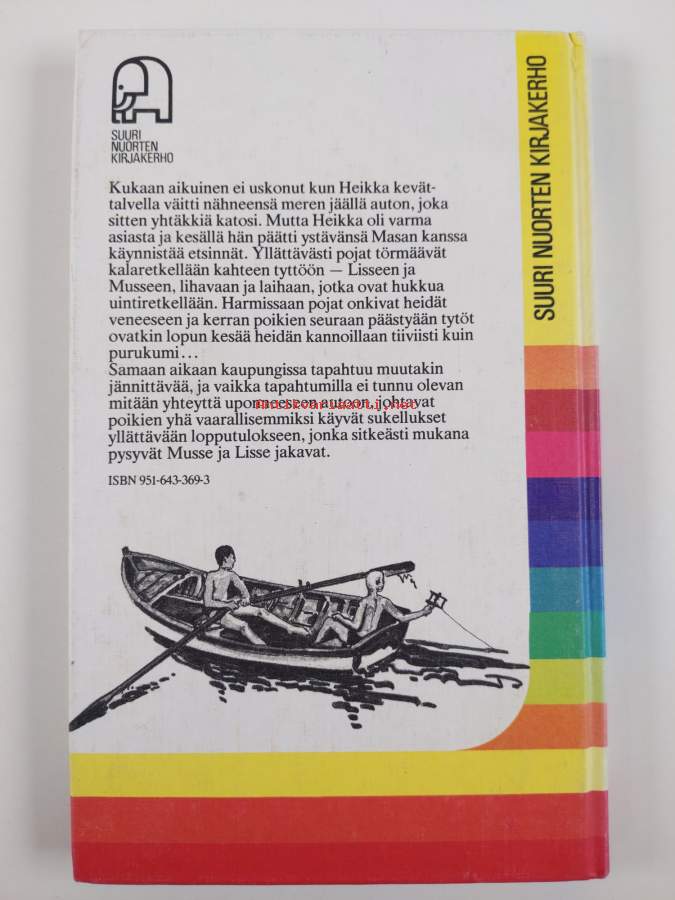 SUURI
NUORTEN
KIRJAKERHO
Kukaan aikuinen ei uskonut kun Heikka kevät-
talvella väitti nähneensä meren jäällä auton, joka
sitten yhtäkkiä katosi. Mutta Heikka oli varma
asiasta ja kesällä hän päätti ystävänsä Masan kanssa
käynnistää etsinnät. Yllättävästi pojat törmäävät
kalaretkellään kahteen tyttöön — Lisseen ja
Musseen, lihavaan ja laihaan, jotka ovat hukkua
uintiretkellään. Harmissaan pojat onkivat heidät
veneeseen ja kerran poikien seuraan päästyään tytöt
ovatkin lopun kesää heidän kannoillaan tiiviisti kuin
purukumi...
Samaan aikaan kaupungissa tapahtuu muutakin
jännittävää, ja vaikka tapahtumilla ei tunnu olevan
mitään yhteyttä uponneeseen autoon, johtavat
Antikvariaatti.net
poikien yhä vaarallisemmiksi käyvät sukellukset
yllättävään lopputulokseen, jonka sitkeästi mukana
pysyvät Musse ja Lisse jakavat.
ISBN 951-643-369-3
SUURI NUORTEN KIRJAKERHO